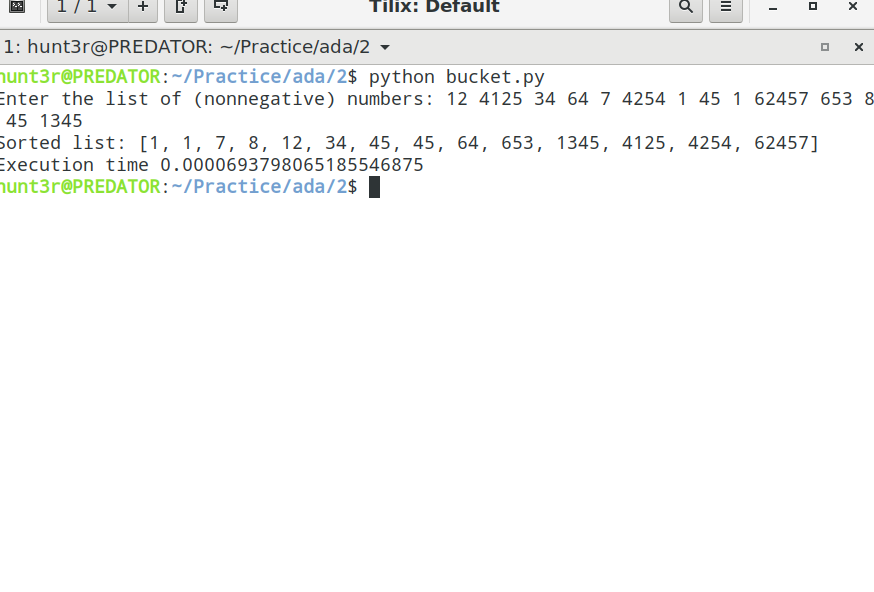 1 / 1
Tilix: Default
1: hunt3r@PREDATOR: ~/Practice/ada/2
hunt3r@PREDATOR:~/Practice/ada/2$ python bucket.py
Enter the list of (nonnegative) numbers: 12 4125 34 64 7 4254 1 45 1 62457 653 8
45 1345
Sorted list: [1, 1, 7, 8, 12, 34, 45, 45, 64, 653, 1345, 4125, 4254, 62457]
Execution time 0.0000693798065185546875
hunt3r@PREDATOR:~/Practice/ada/2$